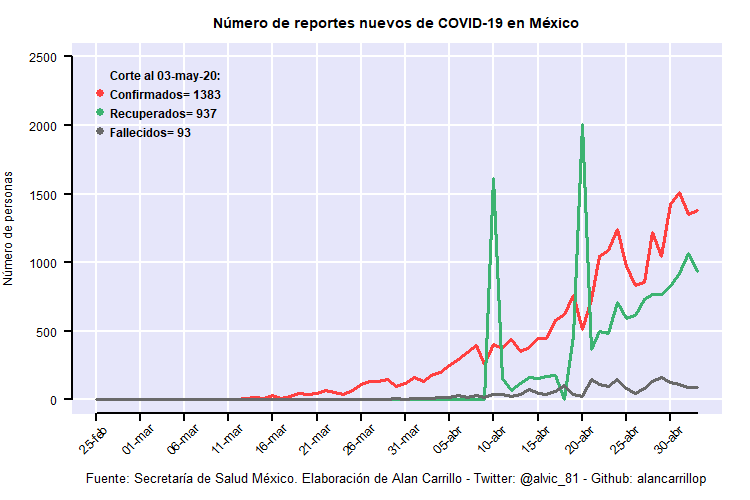 Número de reportes nuevos de COVID-19 en México
Número de personas
2500
2000
1500
1000
500
0
Corte al 03-may-20:
Confirmados= 1383
Recuperados= 937
Fallecidos= 93
25-feb
01-mar
06-mar
11-mar
16-mar
21-mar
26-mar
31-mar
05-abr
10-abr
15-abr
20-abr
25-abr
30-abr
Fuente: Secretaría de Salud México. Elaboración de Alan Carrillo - Twitter: @alvic_81 - Github: alancarrillop